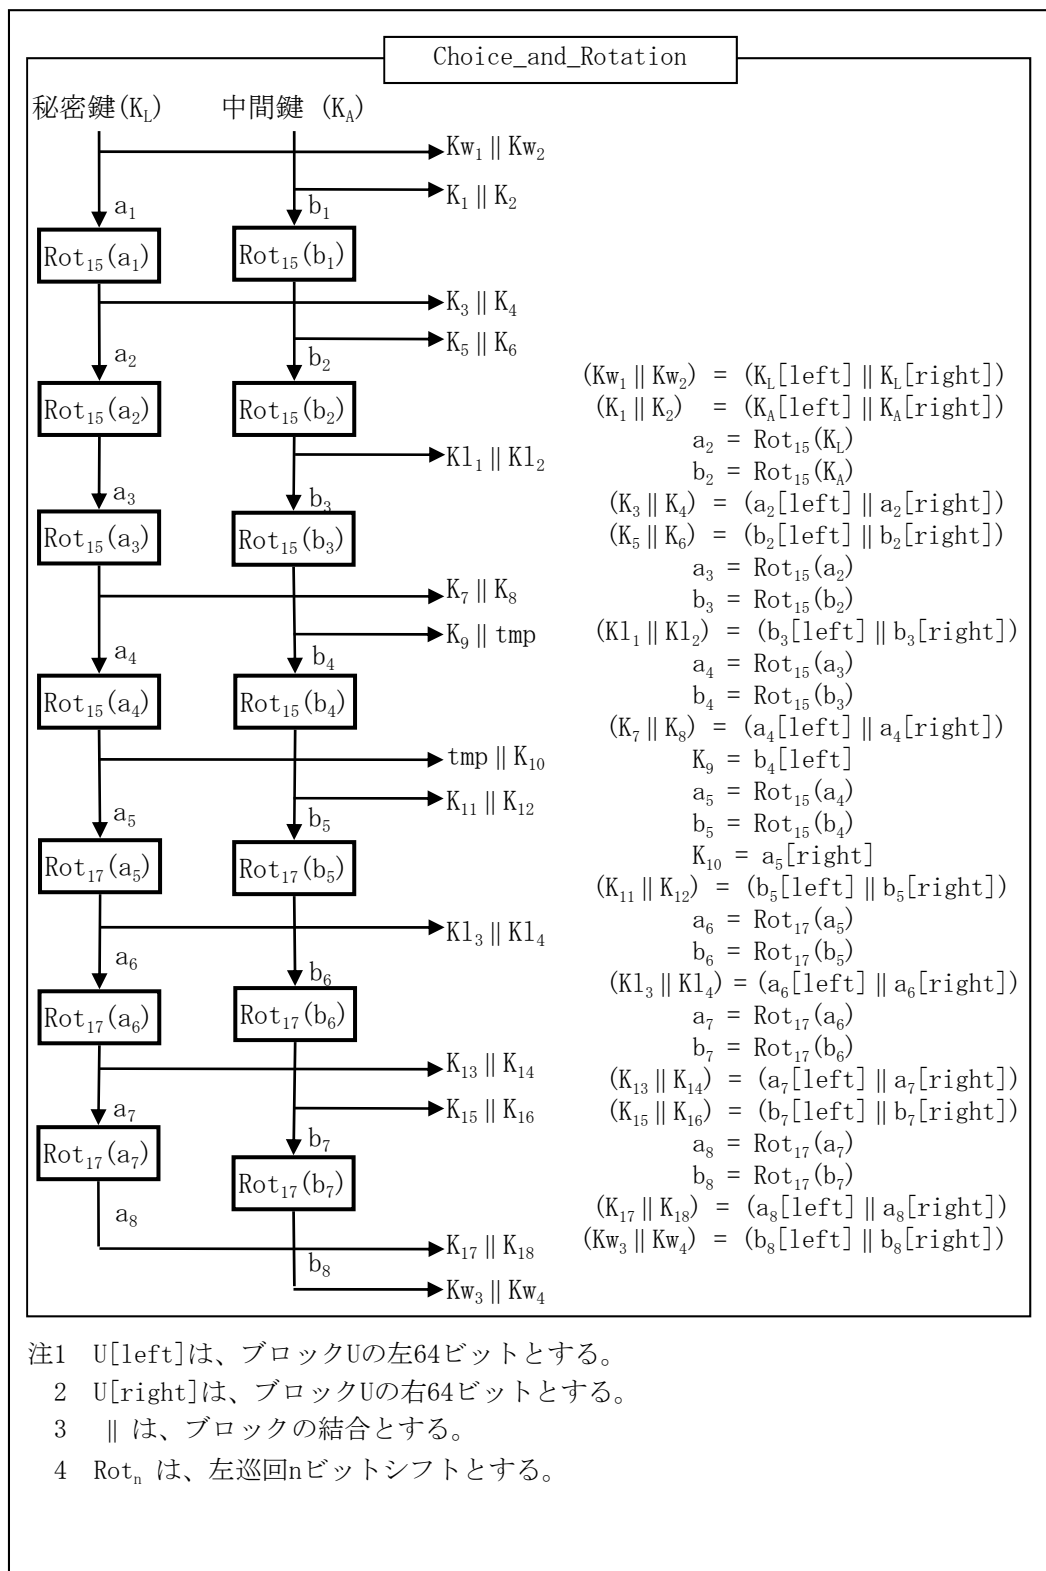 Choice_and_Rotation
秘密鍵(K_L) 中間鍵 (K_A)
Kw₁‖Kw₂
K₁‖K₂
a₁ b₁
Rot₁₅(a₁) Rot₁₅(b₁)
K₃‖K₄
K₅‖K₆
a₂ b₂
Rot₁₅(a₂) Rot₁₅(b₂)
Kl₁‖Kl₂
a₃ b₃
Rot₁₅(a₃) Rot₁₅(b₃)
K₇‖K₈
K₉‖tmp
a₄ b₄
Rot₁₅(a₄) Rot₁₅(b₄)
tmp‖K₁₀
K₁₁‖K₁₂
a₅ b₅
Rot₁₇(a₅) Rot₁₇(b₅)
Kl₃‖Kl₄
a₆ b₆
Rot₁₇(a₆) Rot₁₇(b₆)
K₁₃‖K₁₄
K₁₅‖K₁₆
a₇ b₇
Rot₁₇(a₇) Rot₁₇(b₇)
a₈
K₁₇‖K₁₈
b₈
Kw₃‖Kw₄
(Kw₁‖Kw₂) = (K_L[left]‖K_L[right])
(K₁‖K₂) = (K_A[left]‖K_A[right])
a₂ = Rot₁₅(K_L)
b₂ = Rot₁₅(K_A)
(K₃‖K₄) = (a₂[left]‖a₂[right])
(K₅‖K₆) = (b₂[left]‖b₂[right])
a₃ = Rot₁₅(a₂)
b₃ = Rot₁₅(b₂)
(Kl₁‖Kl₂) = (b₃[left]‖b₃[right])
a₄ = Rot₁₅(a₃)
b₄ = Rot₁₅(b₃)
(K₇‖K₈) = (a₄[left]‖a₄[right])
K₉ = b₄[left]
a₅ = Rot₁₅(a₄)
b₅ = Rot₁₅(b₄)
K₁₀ = a₅[right]
(K₁₁‖K₁₂) = (b₅[left]‖b₅[right])
a₆ = Rot₁₇(a₅)
b₆ = Rot₁₇(b₅)
(Kl₃‖Kl₄) = (a₆[left]‖a₆[right])
a₇ = Rot₁₇(a₆)
b₇ = Rot₁₇(b₆)
(K₁₃‖K₁₄) = (a₇[left]‖a₇[right])
(K₁₅‖K₁₆) = (b₇[left]‖b₇[right])
a₈ = Rot₁₇(a₇)
b₈ = Rot₁₇(b₇)
(K₁₇‖K₁₈) = (a₈[left]‖a₈[right])
(Kw₃‖Kw₄) = (b₈[left]‖b₈[right])
注1 U[left]は、ブロックUの左64ビットとする。
2 U[right]は、ブロックUの右64ビットとする。
3 ‖ は、ブロックの結合とする。
4 Rotₙ は、左巡回nビットシフトとする。